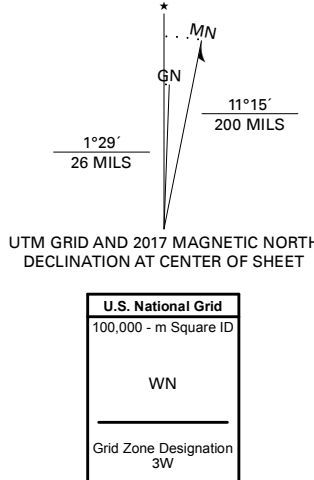 MN
GN
11°15´
200 MILS
1°29´
26 MILS
UTM GRID AND 2017 MAGNETIC NORTH
DECLINATION AT CENTER OF SHEET
U.S. National Grid
100,000 - m Square ID
WN
Grid Zone Designation
3W